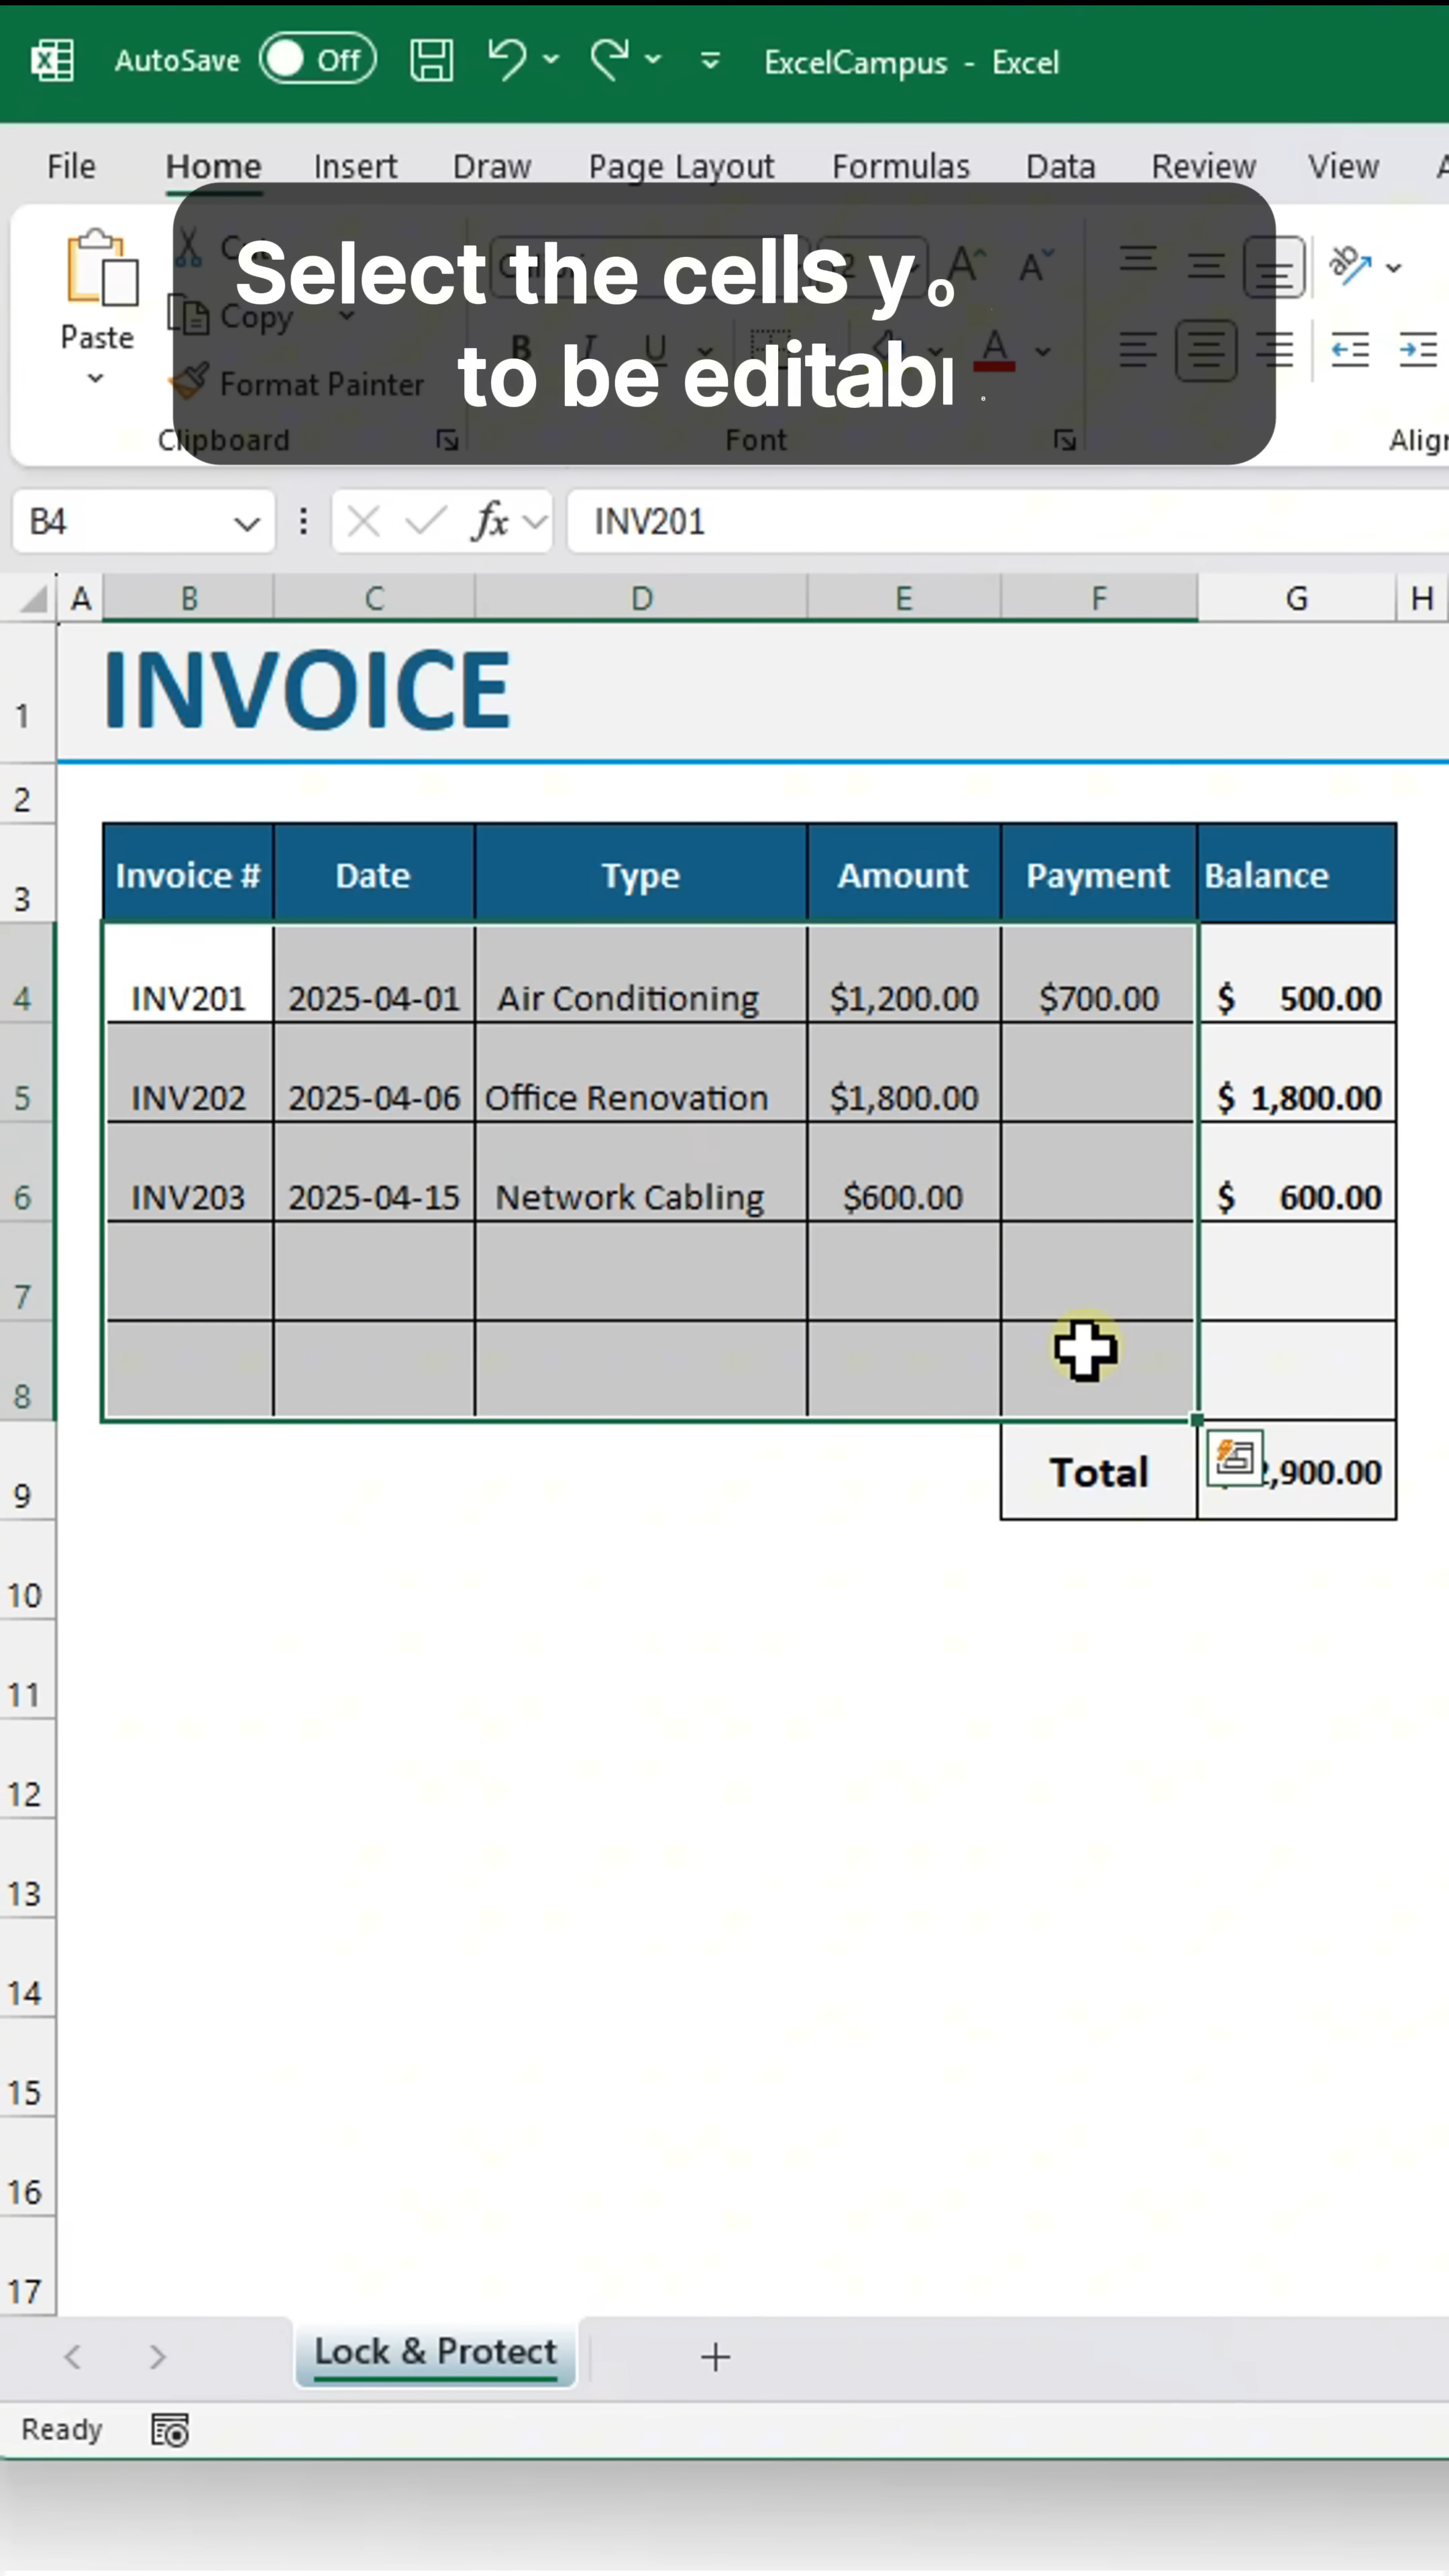 AutoSave Off ExcelCampus - Excel
File Home Insert Draw Page Layout Formulas Data Review View
Select the cells
to be
Paste
Copy
Format Painter
B I U A
Clipboard Font
B4 fx INV201
A B C D E F G H
1 INVOICE
2
3 Invoice # Date Type Amount Payment Balance
4 INV201 2025-04-01 Air Conditioning $1,200.00 $700.00 $ 500.00
5 INV202 2025-04-06 Office Renovation $1,800.00 $ 1,800.00
6 INV203 2025-04-15 Network Cabling $600.00 $ 600.00
7
8
9 Total ,900.00
10
11
12
13
14
15
16
17
Lock & Protect
Ready